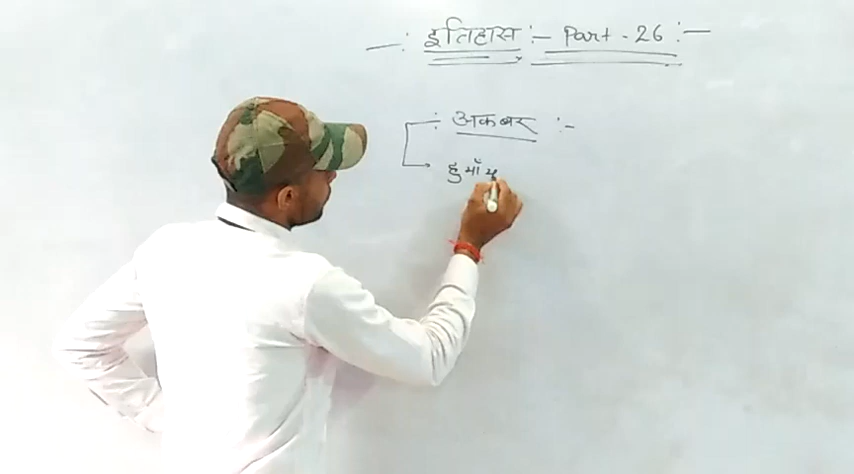 —: इतिहास :- Part - 26 :-
: अकबर :-
हुमाँयु